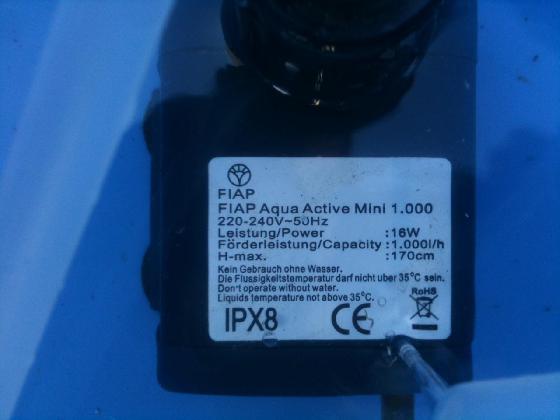 FIAP
FIAP Aqua Active Mini 1.000
220-240V~50Hz
Leistung/Power :16W
Förderleistung/Capacity :1.000l/h
H-max. :170cm
Kein Gebrauch ohne Wasser.
Die Flussigkeitstemperatur darf nicht uber 35°C sein.
Don't operate without water.
Liquids temperature not above 35°C.
RoHS
IPX8 CE